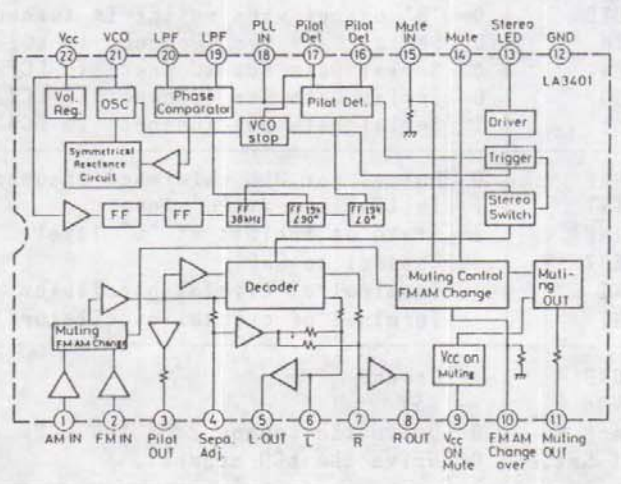 Vcc
VCO
LPF
LPF
PLL
IN
Pilot
Det
Pilot
Det
Mute
IN
Mute
Stereo
LED
GND
22
21
20
19
18
17
16
15
14
13
12
LA3401
Vol.
Reg.
OSC
Phase
Comparator
Pilot Det.
VCO
stop
Driver
Trigger
Stereo
Switch
Symmetrical
Reactance
Circuit
FF
FF
FF
38kHz
FF 19k
∠90°
FF 19k
∠0°
Decoder
Muting Control
FM AM Change
Muti-
ng
OUT
Muting
FM AM Change
Vcc on
Muting
1
2
3
4
5
6
7
8
9
10
11
AM IN
FM IN
Pilot
OUT
Sepa.
Adj.
L OUT
L̅
R̅
R OUT
Vcc
ON
Mute
FM AM
Change
over
Muting
OUT